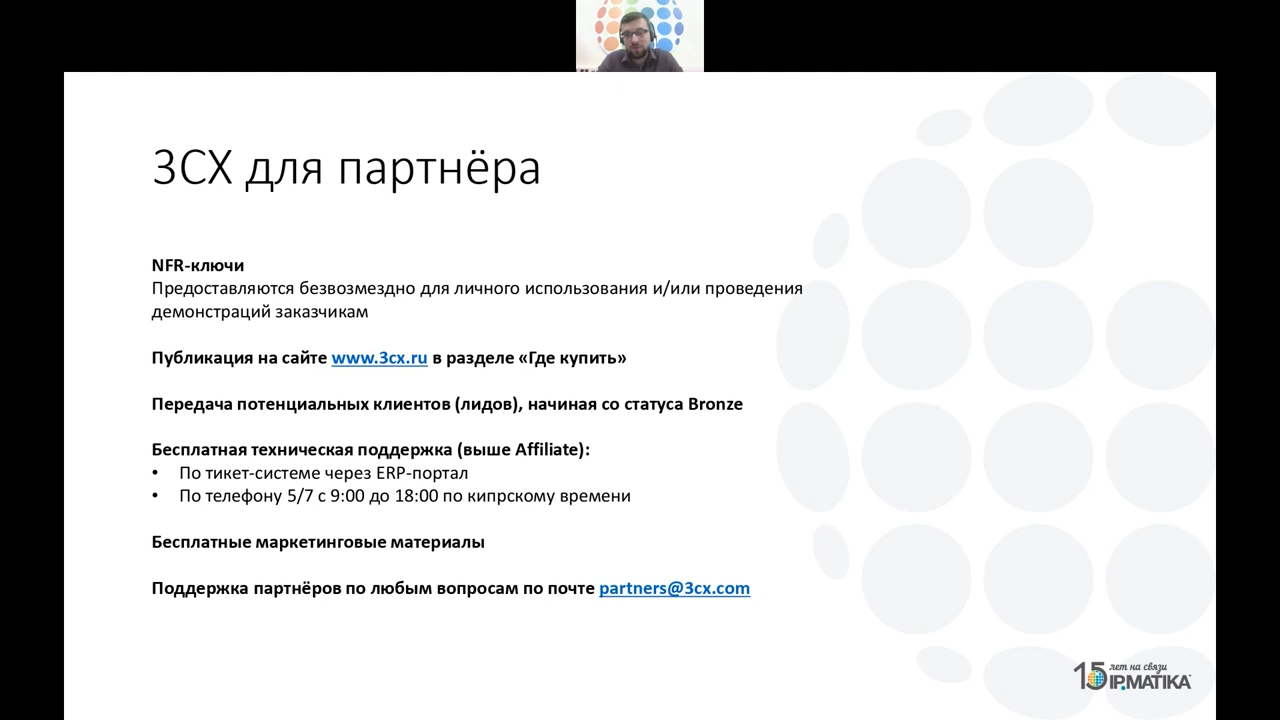 3CX для партнёра
NFR-ключи
Предоставляются безвозмездно для личного использования и/или проведения
демонстраций заказчикам
Публикация на сайте www.3cx.ru в разделе «Где купить»
Передача потенциальных клиентов (лидов), начиная со статуса Bronze
Бесплатная техническая поддержка (выше Affiliate):
• По тикет-системе через ERP-портал
• По телефону 5/7 с 9:00 до 18:00 по кипрскому времени
Бесплатные маркетинговые материалы
Поддержка партнёров по любым вопросам по почте partners@3cx.com
15 лет на связи
IPMATIKA